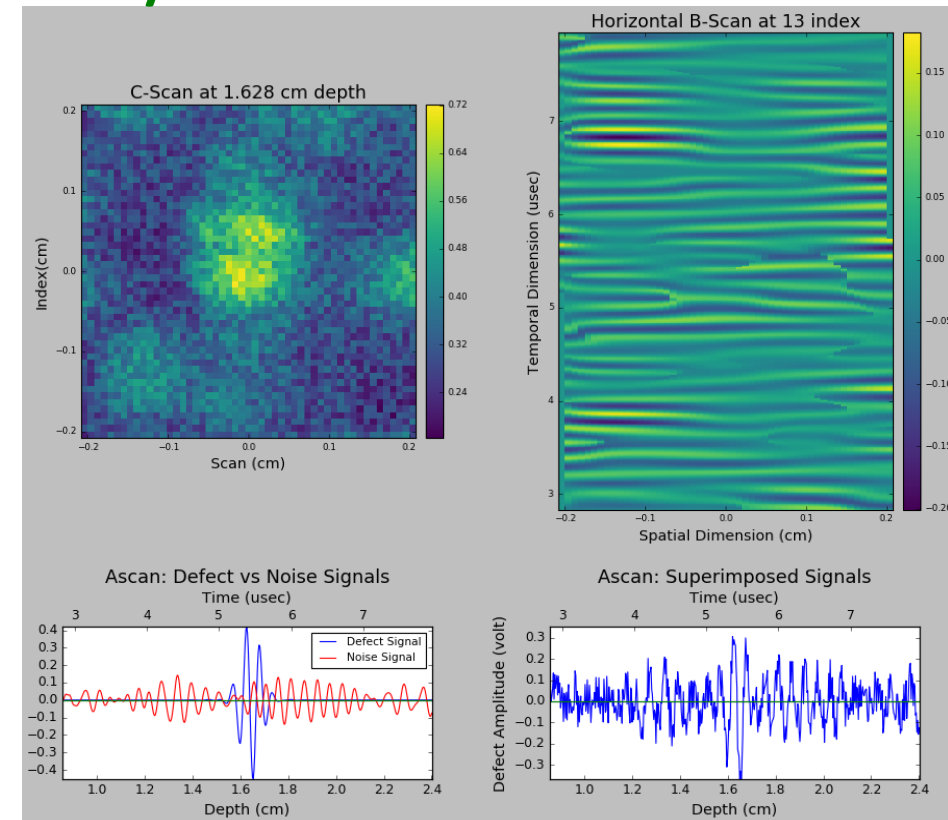 C-Scan at 1.628 cm depth
0.2
0.1
0.0
−0.1
−0.2
−0.2
−0.1
0.0
0.1
0.2
Index(cm)
Scan (cm)
0.72
0.64
0.56
0.48
0.40
0.32
0.24
Horizontal B-Scan at 13 index
7
6
5
4
3
−0.2
−0.1
0.0
0.1
0.2
Temporal Dimension (usec)
Spatial Dimension (cm)
0.15
0.10
0.05
0.00
−0.05
−0.10
−0.15
−0.20
Ascan: Defect vs Noise Signals
Time (usec)
3 4 5 6 7
0.4
0.3
0.2
0.1
0.0
−0.1
−0.2
−0.3
−0.4
Defect Signal
Noise Signal
1.0 1.2 1.4 1.6 1.8 2.0 2.2 2.4
Depth (cm)
Ascan: Superimposed Signals
Time (usec)
3 4 5 6 7
Defect Amplitude (volt)
0.3
0.2
0.1
0.0
−0.1
−0.2
−0.3
1.0 1.2 1.4 1.6 1.8 2.0 2.2 2.4
Depth (cm)